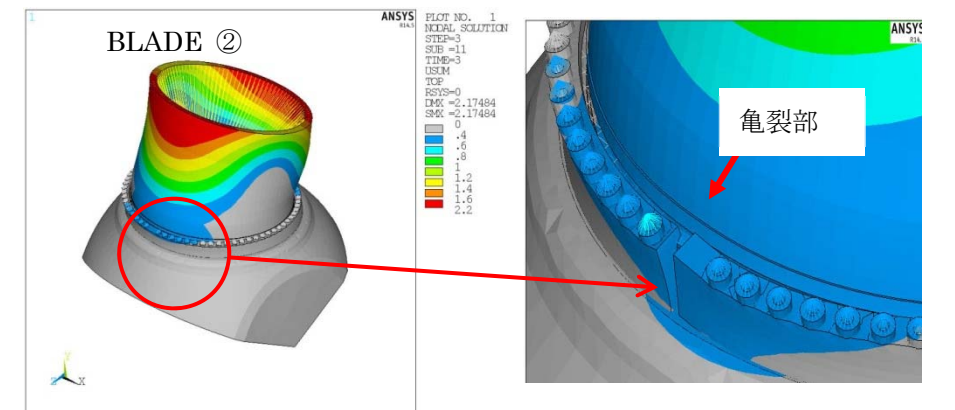 1
ANSYS
R14.5
BLADE ②
PLOT NO. 1
NODAL SOLUTION
STEP=3
SUB =11
TIME=3
USUM
TOP
RSYS=0
DMX =2.17484
SMX =2.17484
0
.4
.6
.8
1
1.2
1.4
1.6
2.2
Y
Z
X
ANSYS
R14
亀裂部